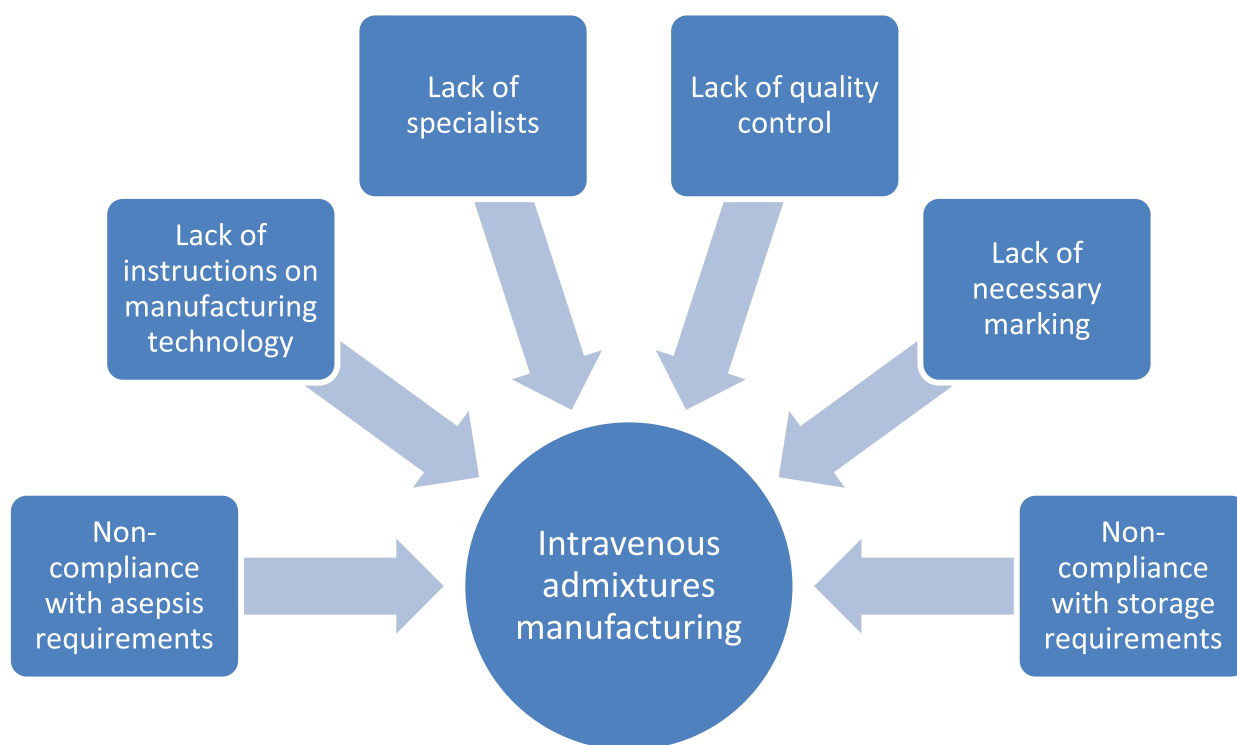 Lack of
specialists
Lack of quality
control
Lack of
instructions on
manufacturing
technology
Lack of
necessary
marking
Non-
compliance
with asepsis
requirements
Intravenous
admixtures
manufacturing
Non-
compliance
with storage
requirements